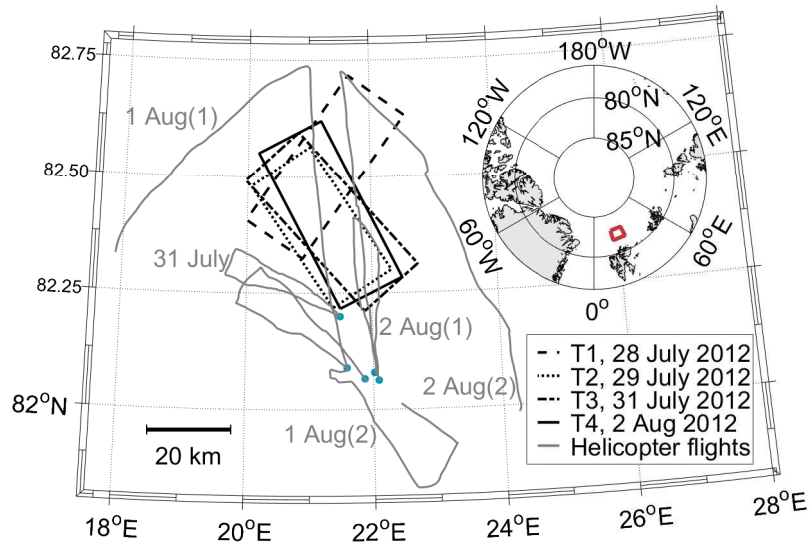 82.75
82.50
82.25
82°N
18°E
20°E
22°E
24°E
26°E
28°E
1 Aug(1)
31 July
2 Aug(1)
2 Aug(2)
1 Aug(2)
20 km
180°W
120°W
120°E
80°N
85°N
60°W
60°E
0°
T1, 28 July 2012
T2, 29 July 2012
T3, 31 July 2012
T4, 2 Aug 2012
Helicopter flights